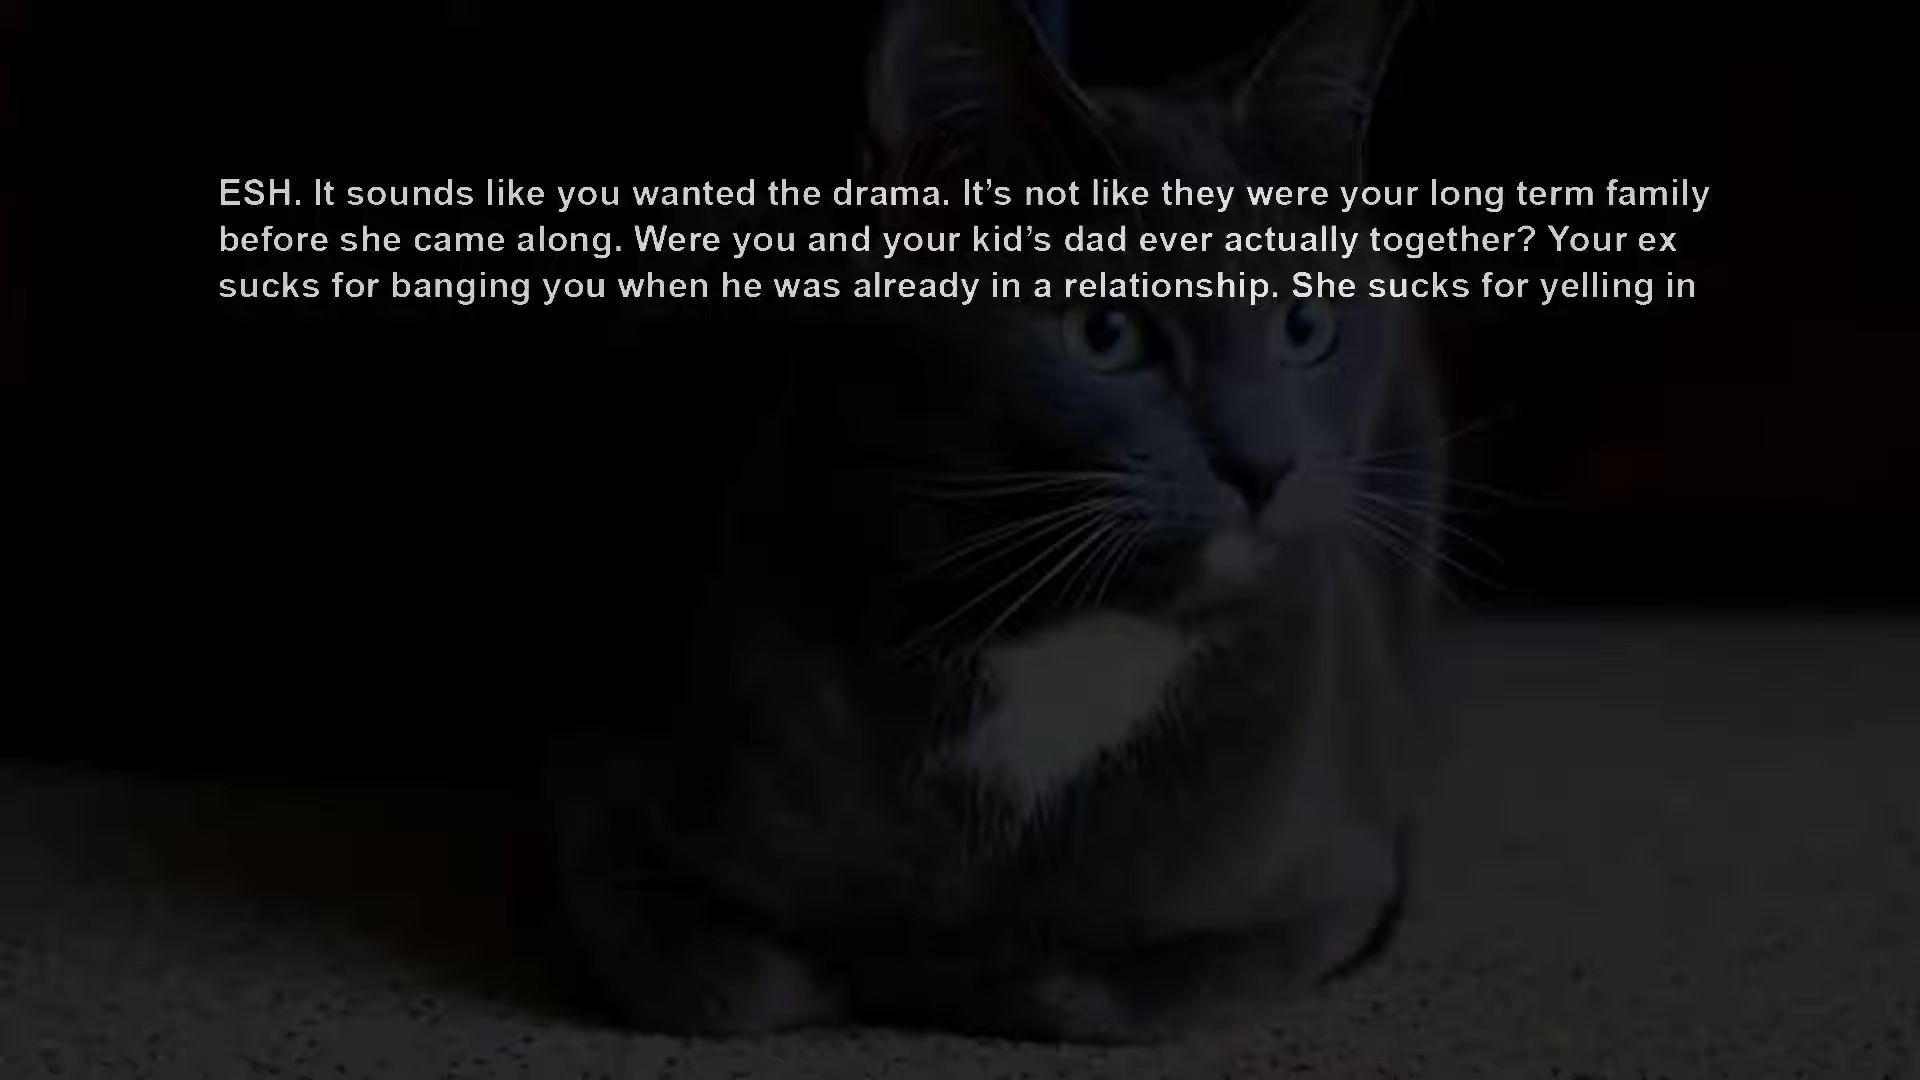 ESH. It sounds like you wanted the drama. It’s not like they were your long term family
before she came along. Were you and your kid’s dad ever actually together? Your ex
sucks for banging you when he was already in a relationship. She sucks for yelling in